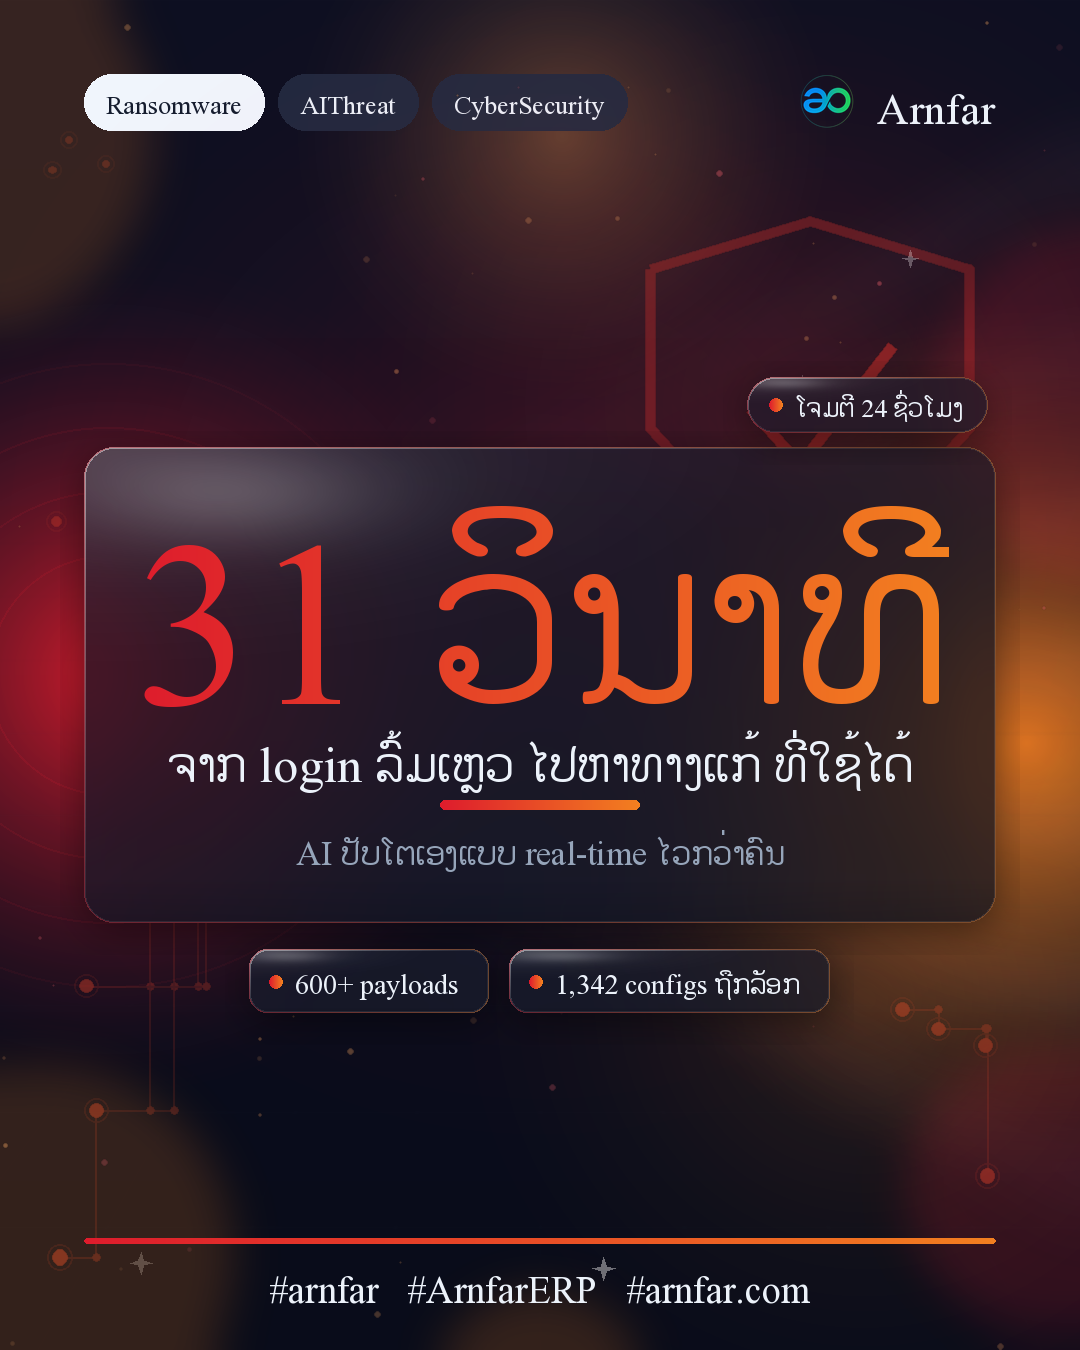 Ransomware AIThreat CyberSecurity
Arnfar
ໂຈມຕີ 24 ຊົ່ວໂມງ
31 ວິນາທີ
ຈາກ login ລົ້ມເຫຼວ ໄປຫາທາງແກ້ ທີ່ໃຊ້ໄດ້
AI ປັບໂຕເອງແບບ real-time ໄວກວ່າຄົນ
600+ payloads
1,342 configs ຖືກລັອກ
#arnfar #ArnfarERP #arnfar.com